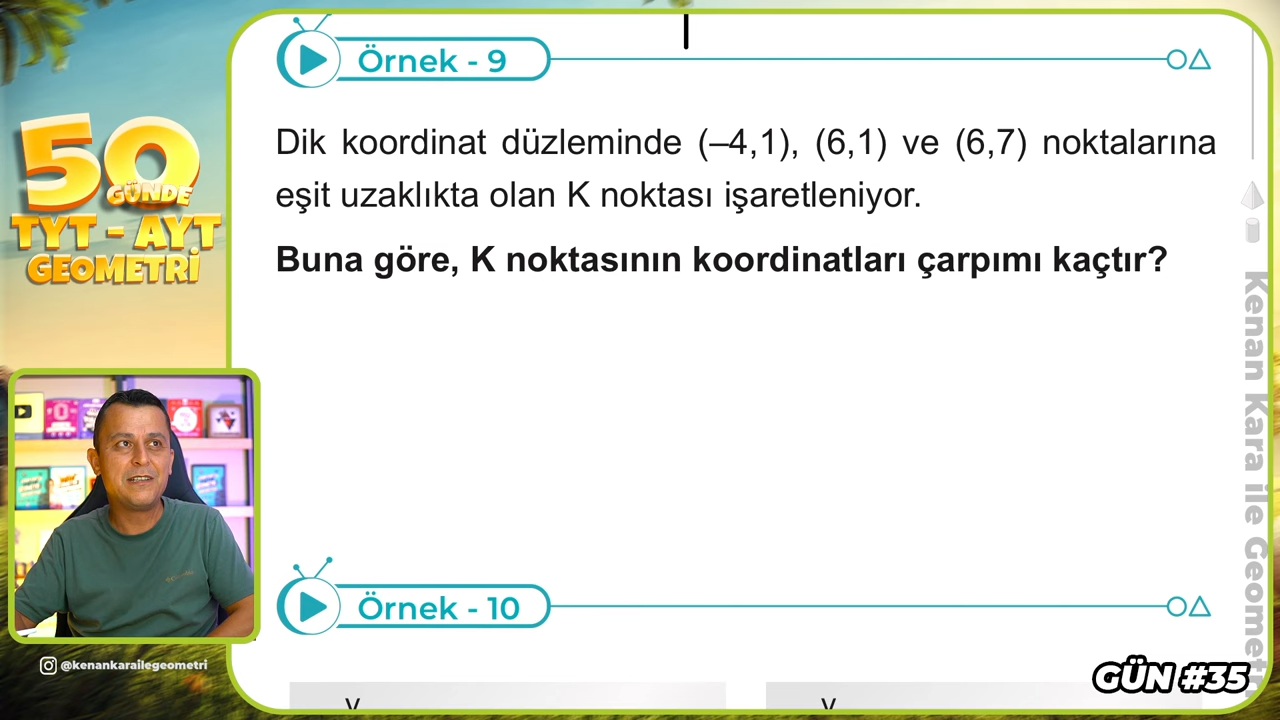 Örnek - 9
Dik koordinat düzleminde (–4,1), (6,1) ve (6,7) noktalarına
eşit uzaklıkta olan K noktası işaretleniyor.
Buna göre, K noktasının koordinatları çarpımı kaçtır?
50
GÜNDE
TYT - AYT
GEOMETRİ
Kenan Kara ile Geometri
Örnek - 10
y
y
@kenankarailegeometri
GÜN #35